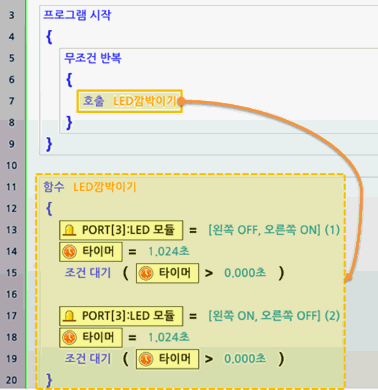 3 프로그램 시작
4 {
5 무조건 반복
6 {
7 호출 LED깜박이기
8 }
9 }
10
11 함수 LED깜박이기
12 {
13 PORT[3]:LED 모듈 = [왼쪽 OFF, 오른쪽 ON] (1)
14 타이머 = 1.024초
15 조건 대기 ( 타이머 > 0.000초 )
16
17 PORT[3]:LED 모듈 = [왼쪽 ON, 오른쪽 OFF] (2)
18 타이머 = 1.024초
19 조건 대기 ( 타이머 > 0.000초 )
20 }